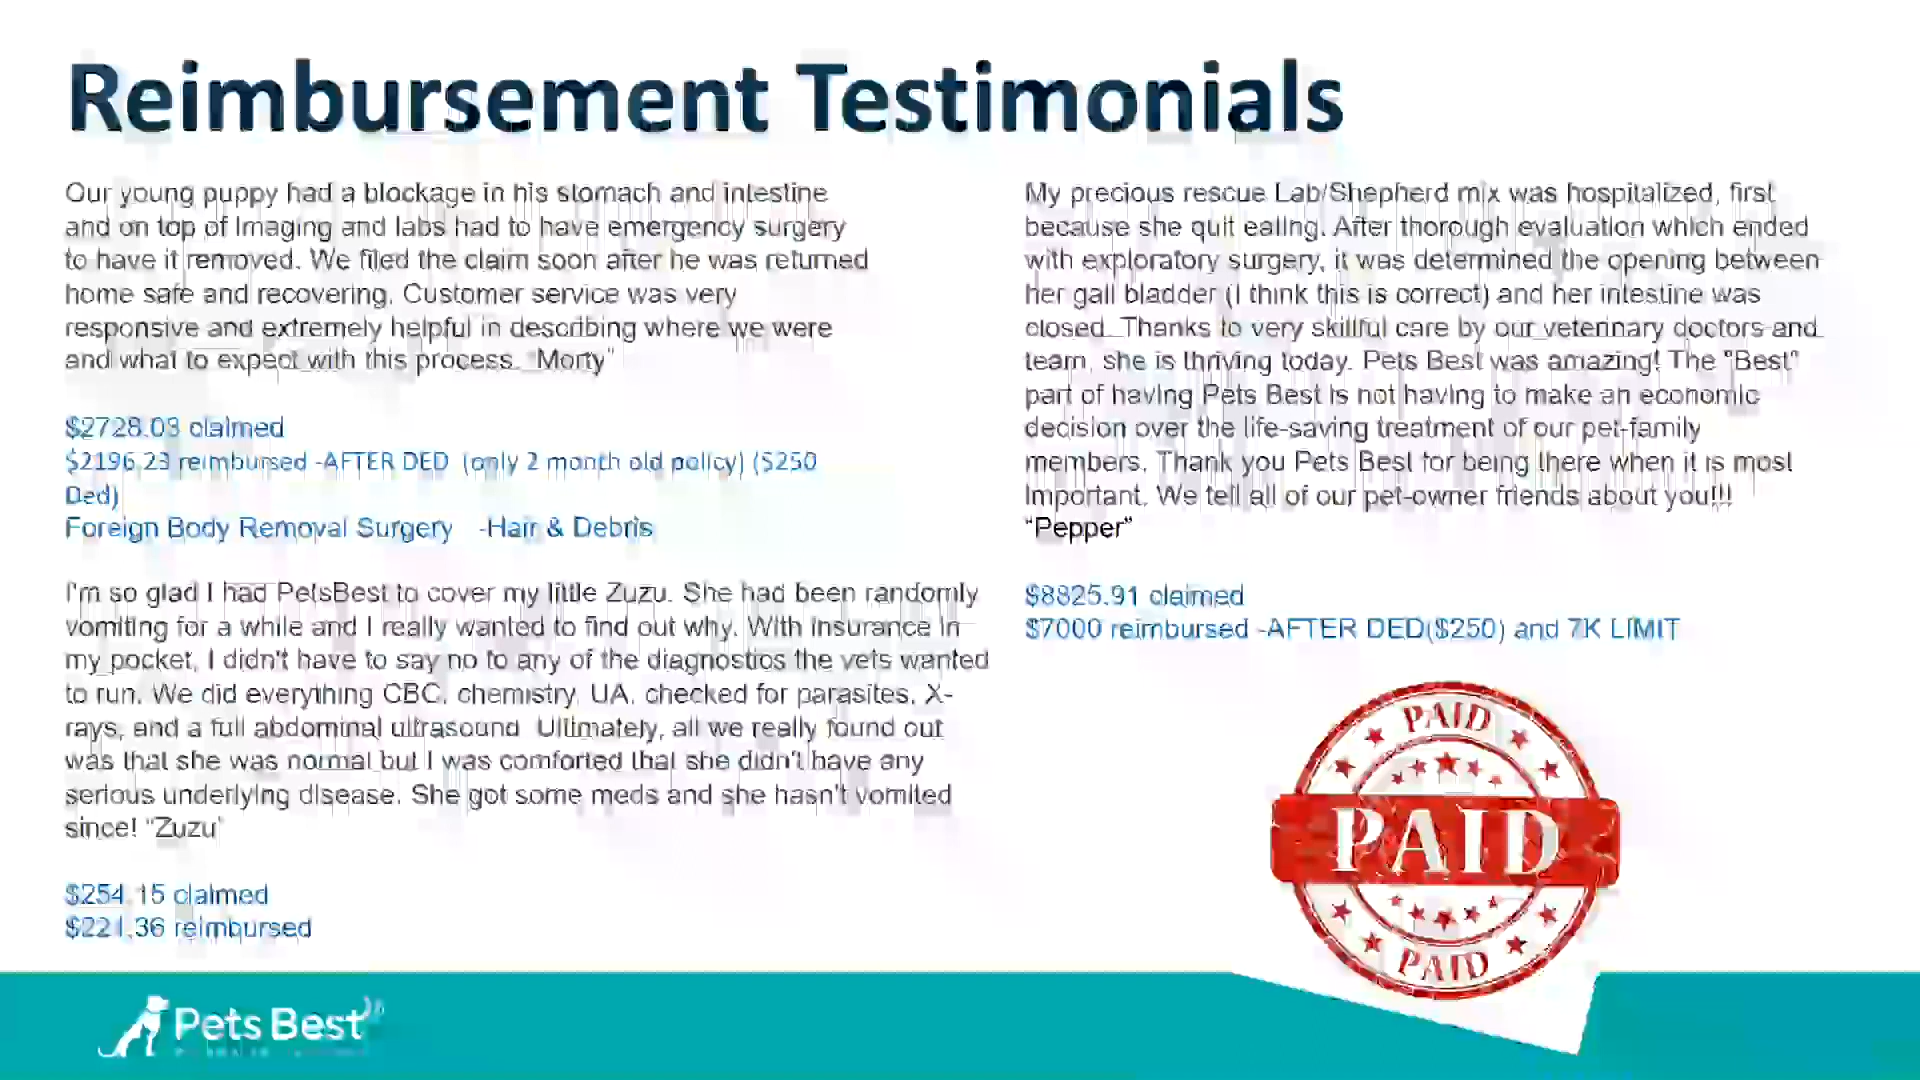 Reimbursement Testimonials
Our young puppy had a blockage in his stomach and intestine
and on top of Imaging and labs had to have emergency surgery
to have it removed. We filed the claim soon after he was returned
home safe and recovering. Customer service was very
responsive and extremely helpful in describing where we were
and what to expect with this process. "Morty"
$2728.03 claimed
$2196.23 reimbursed -AFTER DED (only 2 month old policy) ($250
Ded)
Foreign Body Removal Surgery -Hair & Debris
I'm so glad I had PetsBest to cover my little Zuzu. She had been randomly
vomiting for a while and I really wanted to find out why. With insurance in
my pocket, I didn't have to say no to any of the diagnostics the vets wanted
to run. We did everything CBC, chemistry, UA, checked for parasites, X-
rays, and a full abdominal ultrasound. Ultimately, all we really found out
was that she was normal but I was comforted that she didn't have any
serious underlying disease. She got some meds and she hasn't vomited
since! "Zuzu"
$254.15 claimed
$221.36 reimbursed
My precious rescue Lab/Shepherd mix was hospitalized, first
because she quit eating. After thorough evaluation which ended
with exploratory surgery, it was determined the opening between
her gall bladder (I think this is correct) and her intestine was
closed. Thanks to very skillful care by our veterinary doctors and
team, she is thriving today. Pets Best was amazing! The "Best"
part of having Pets Best is not having to make an economic
decision over the life-saving treatment of our pet-family
members. Thank you Pets Best for being there when it is most
Important. We tell all of our pet-owner friends about you!!!
"Pepper"
$8825.91 claimed
$7000 reimbursed -AFTER DED($250) and 7K LIMIT
PAID
PAID
PAID
Pets Best